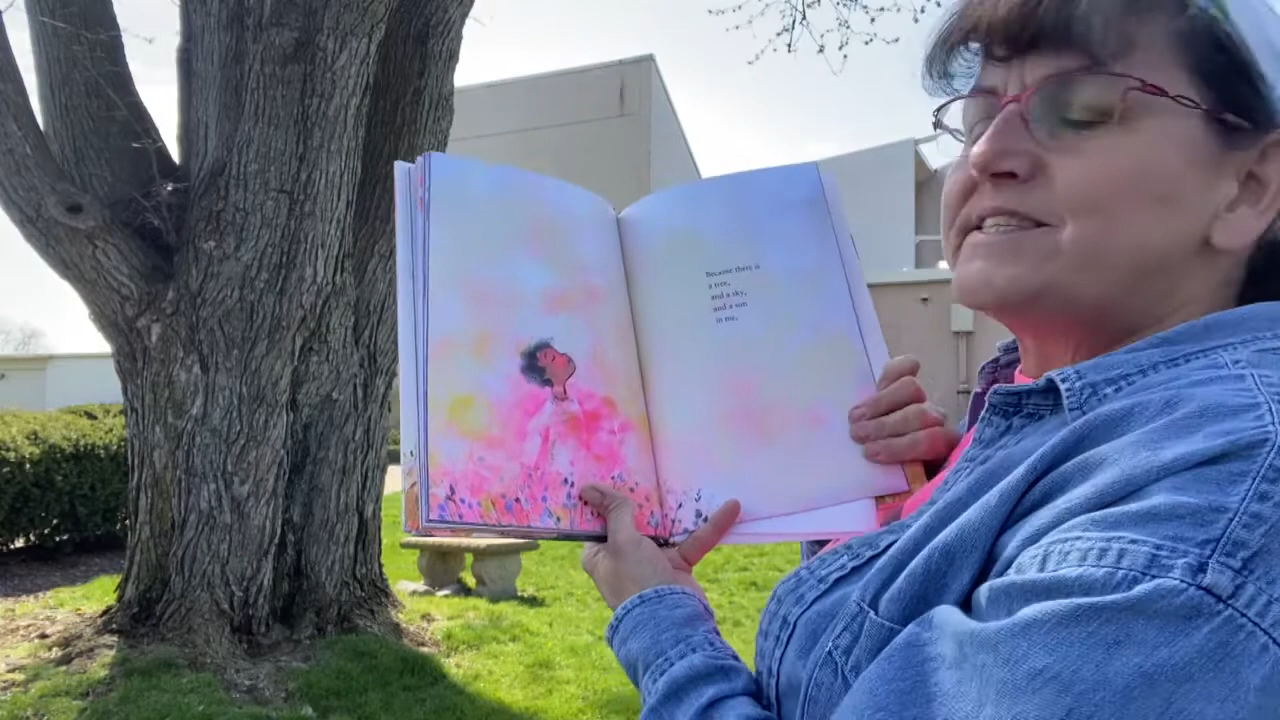 Because there is
a tree,
and a sky,
and a sun
in me.